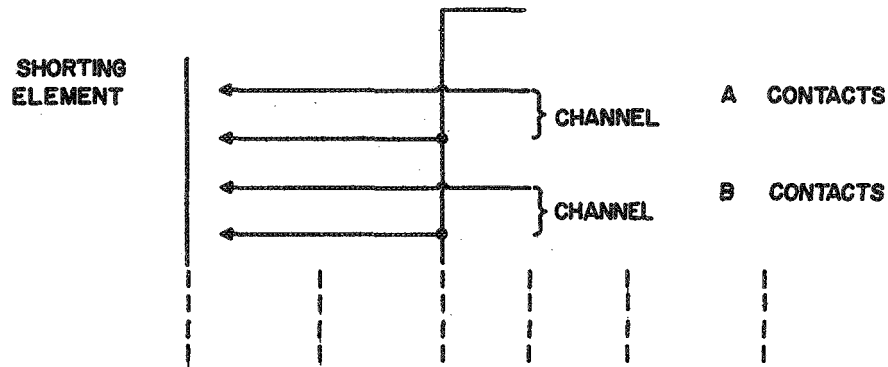 SHORTING
ELEMENT
CHANNEL
A CONTACTS
CHANNEL
B CONTACTS